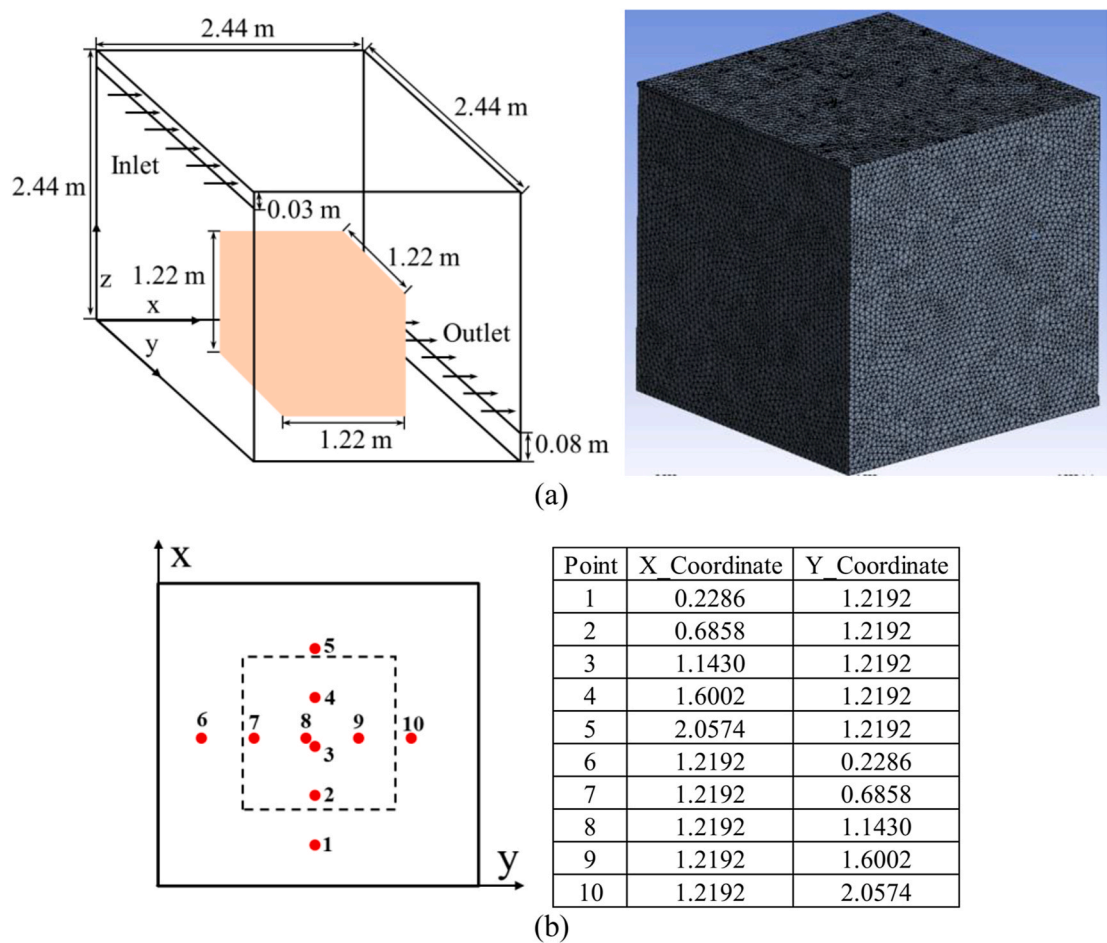 2.44 m
2.44 m
Inlet
2.44 m
0.03 m
1.22 m
1.22 m
z
x
Outlet
y
1.22 m
0.08 m
(a)
X
Point X_Coordinate Y_Coordinate
1 0.2286 1.2192
2 0.6858 1.2192
3 1.1430 1.2192
4 1.6002 1.2192
5 2.0574 1.2192
6 1.2192 0.2286
7 1.2192 0.6858
8 1.2192 1.1430
9 1.2192 1.6002
10 1.2192 2.0574
5
4
6 7 8 9 10
3
2
1
y
(b)